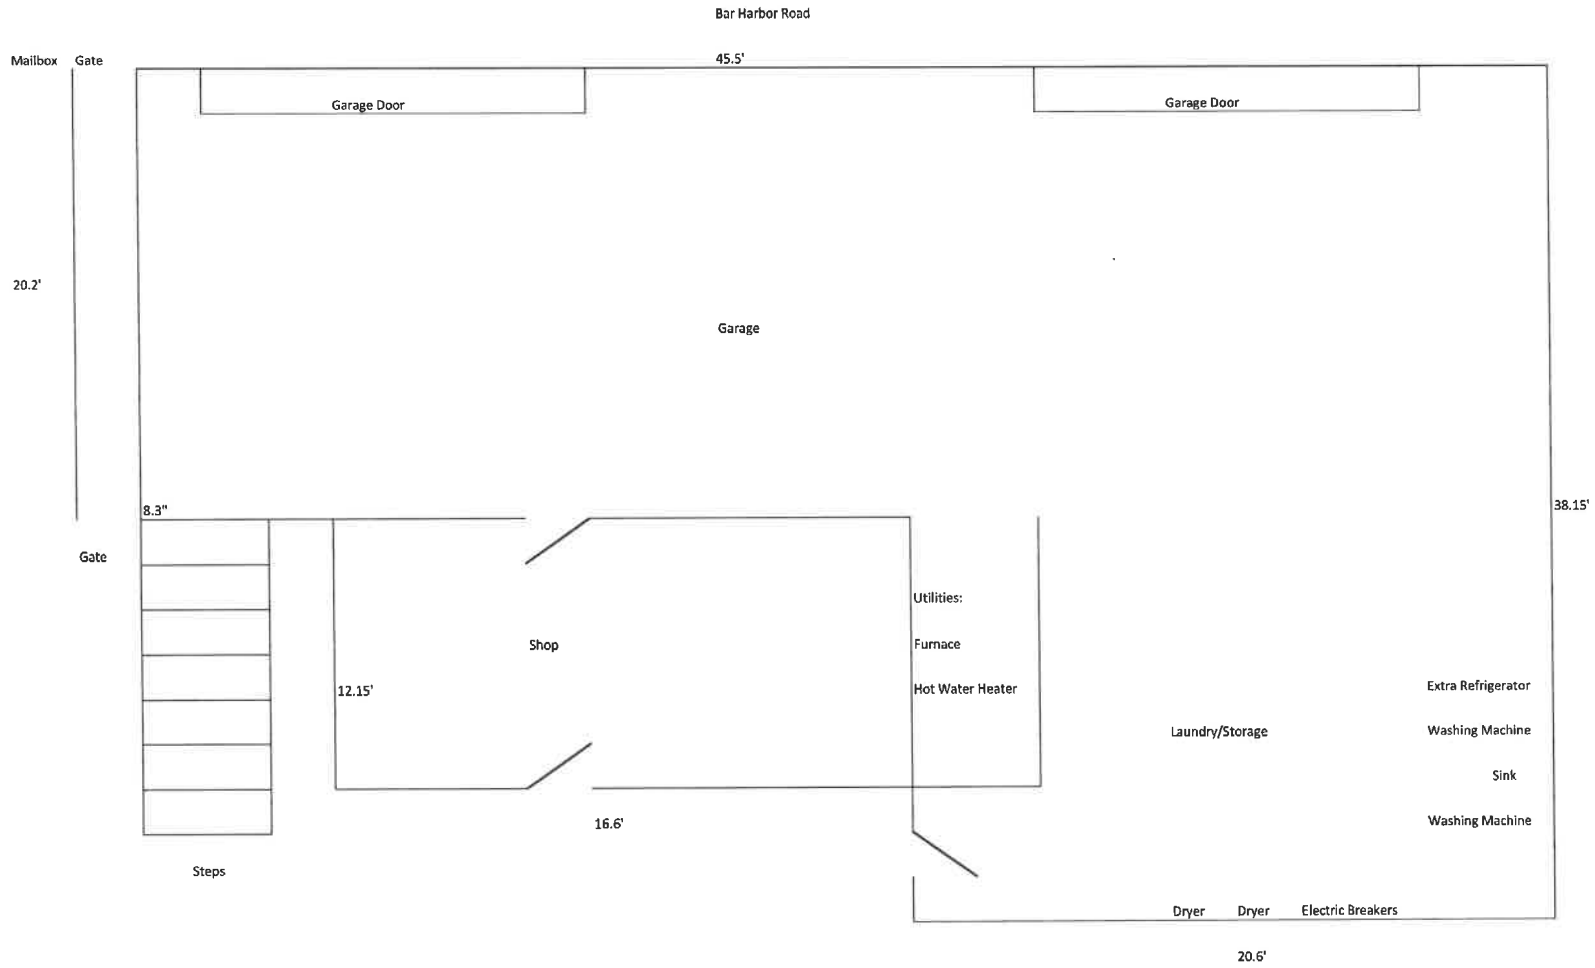 Bar Harbor Road
Mailbox Gate
45.5'
Garage Door
Garage Door
20.2'
Garage
8.3"
38.15'
Gate
Utilities:
Shop
Furnace
12.15'
Hot Water Heater
Extra Refrigerator
Laundry/Storage
Washing Machine
Sink
16.6'
Washing Machine
Steps
Dryer Dryer Electric Breakers
20.6'